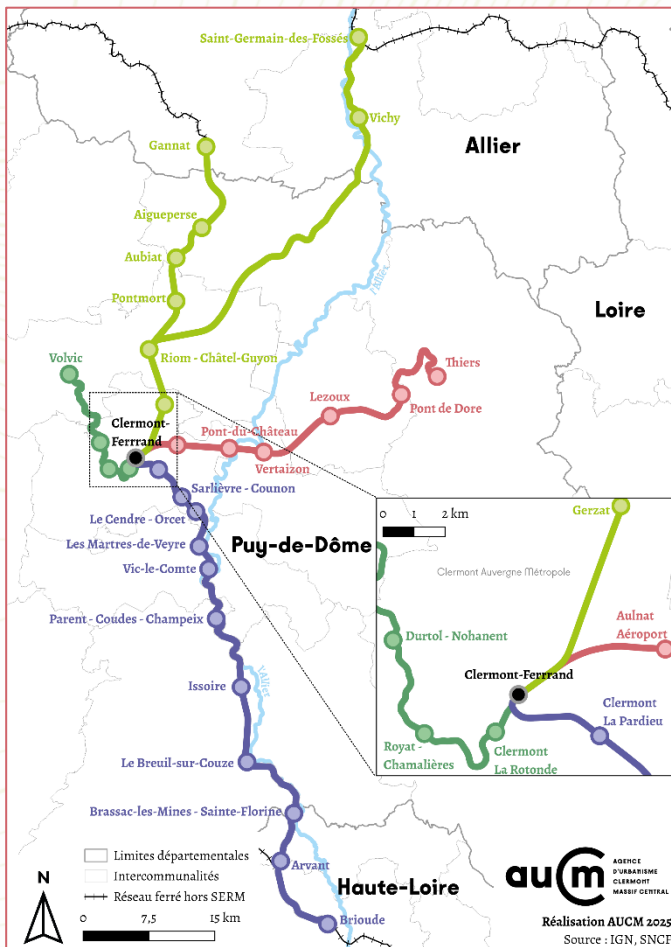 Saint-Germain-des-Fossés
Vichy
Gannat
Allier
Aigueperse
Aubiat
Pontmort
l'Allier
Loire
Riom - Châtel-Guyon
Volvic
Thiers
Lezoux
Pont de Dore
Clermont-
Ferrrand
Pont-du-Château
Vertaizon
Sarliève - Counon
Le Cendre - Orcet
Les Martres-de-Veyre
Puy-de-Dôme
Vic-le-Comte
Parent - Coudes - Champeix
Issoire
l'Allier
Le Breuil-sur-Couze
Brassac-les-Mines - Sainte-Florine
Arvant
Haute-Loire
Brioude
0 1 2 km
Gerzat
Clermont Auvergne Métropole
Durtol - Nohanent
Aulnat
Aéroport
Clermont-Ferrrand
Clermont
La Pardieu
Royat -
Chamalières
Clermont
La Rotonde
Limites départementales
Intercommunalités
Réseau ferré hors SERM
N
0 7,5 15 km
auCm
AGENCE
D'URBANISME
CLERMONT
MASSIF CENTRAL
Réalisation AUCM 2025
Source : IGN, SNCF